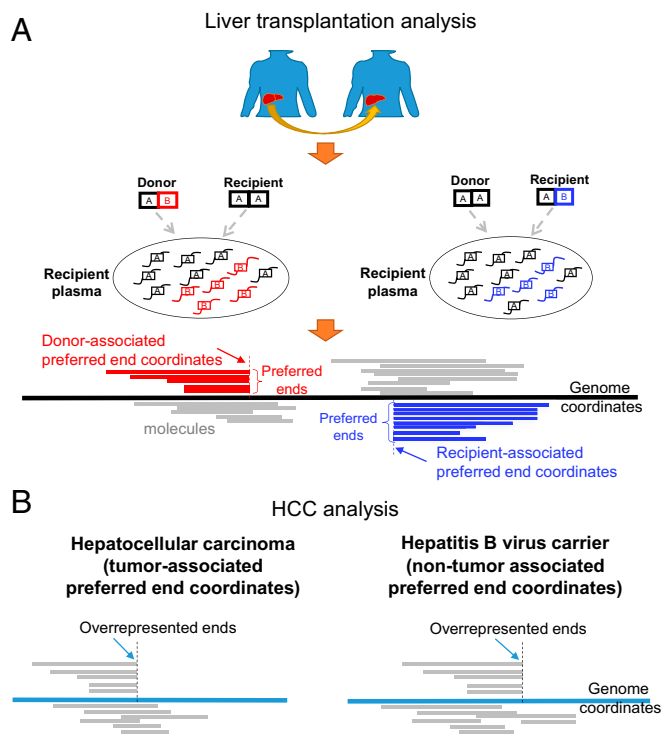 A
Liver transplantation analysis
Donor
Recipient
A B
A A
Donor
Recipient
A A
A B
Recipient
plasma
A
A
A
A
A
A
A
A
B
B
B
B
B
B
Recipient
plasma
A
A
A
A
A
A
A
A
B
B
B
B
B
B
Donor-associated
preferred end coordinates
Preferred
ends
Genome
coordinates
molecules
Preferred
ends
Recipient-associated
preferred end coordinates
B
HCC analysis
Hepatocellular carcinoma
(tumor-associated
preferred end coordinates)
Hepatitis B virus carrier
(non-tumor associated
preferred end coordinates)
Overrepresented ends
Overrepresented ends
Genome
coordinates